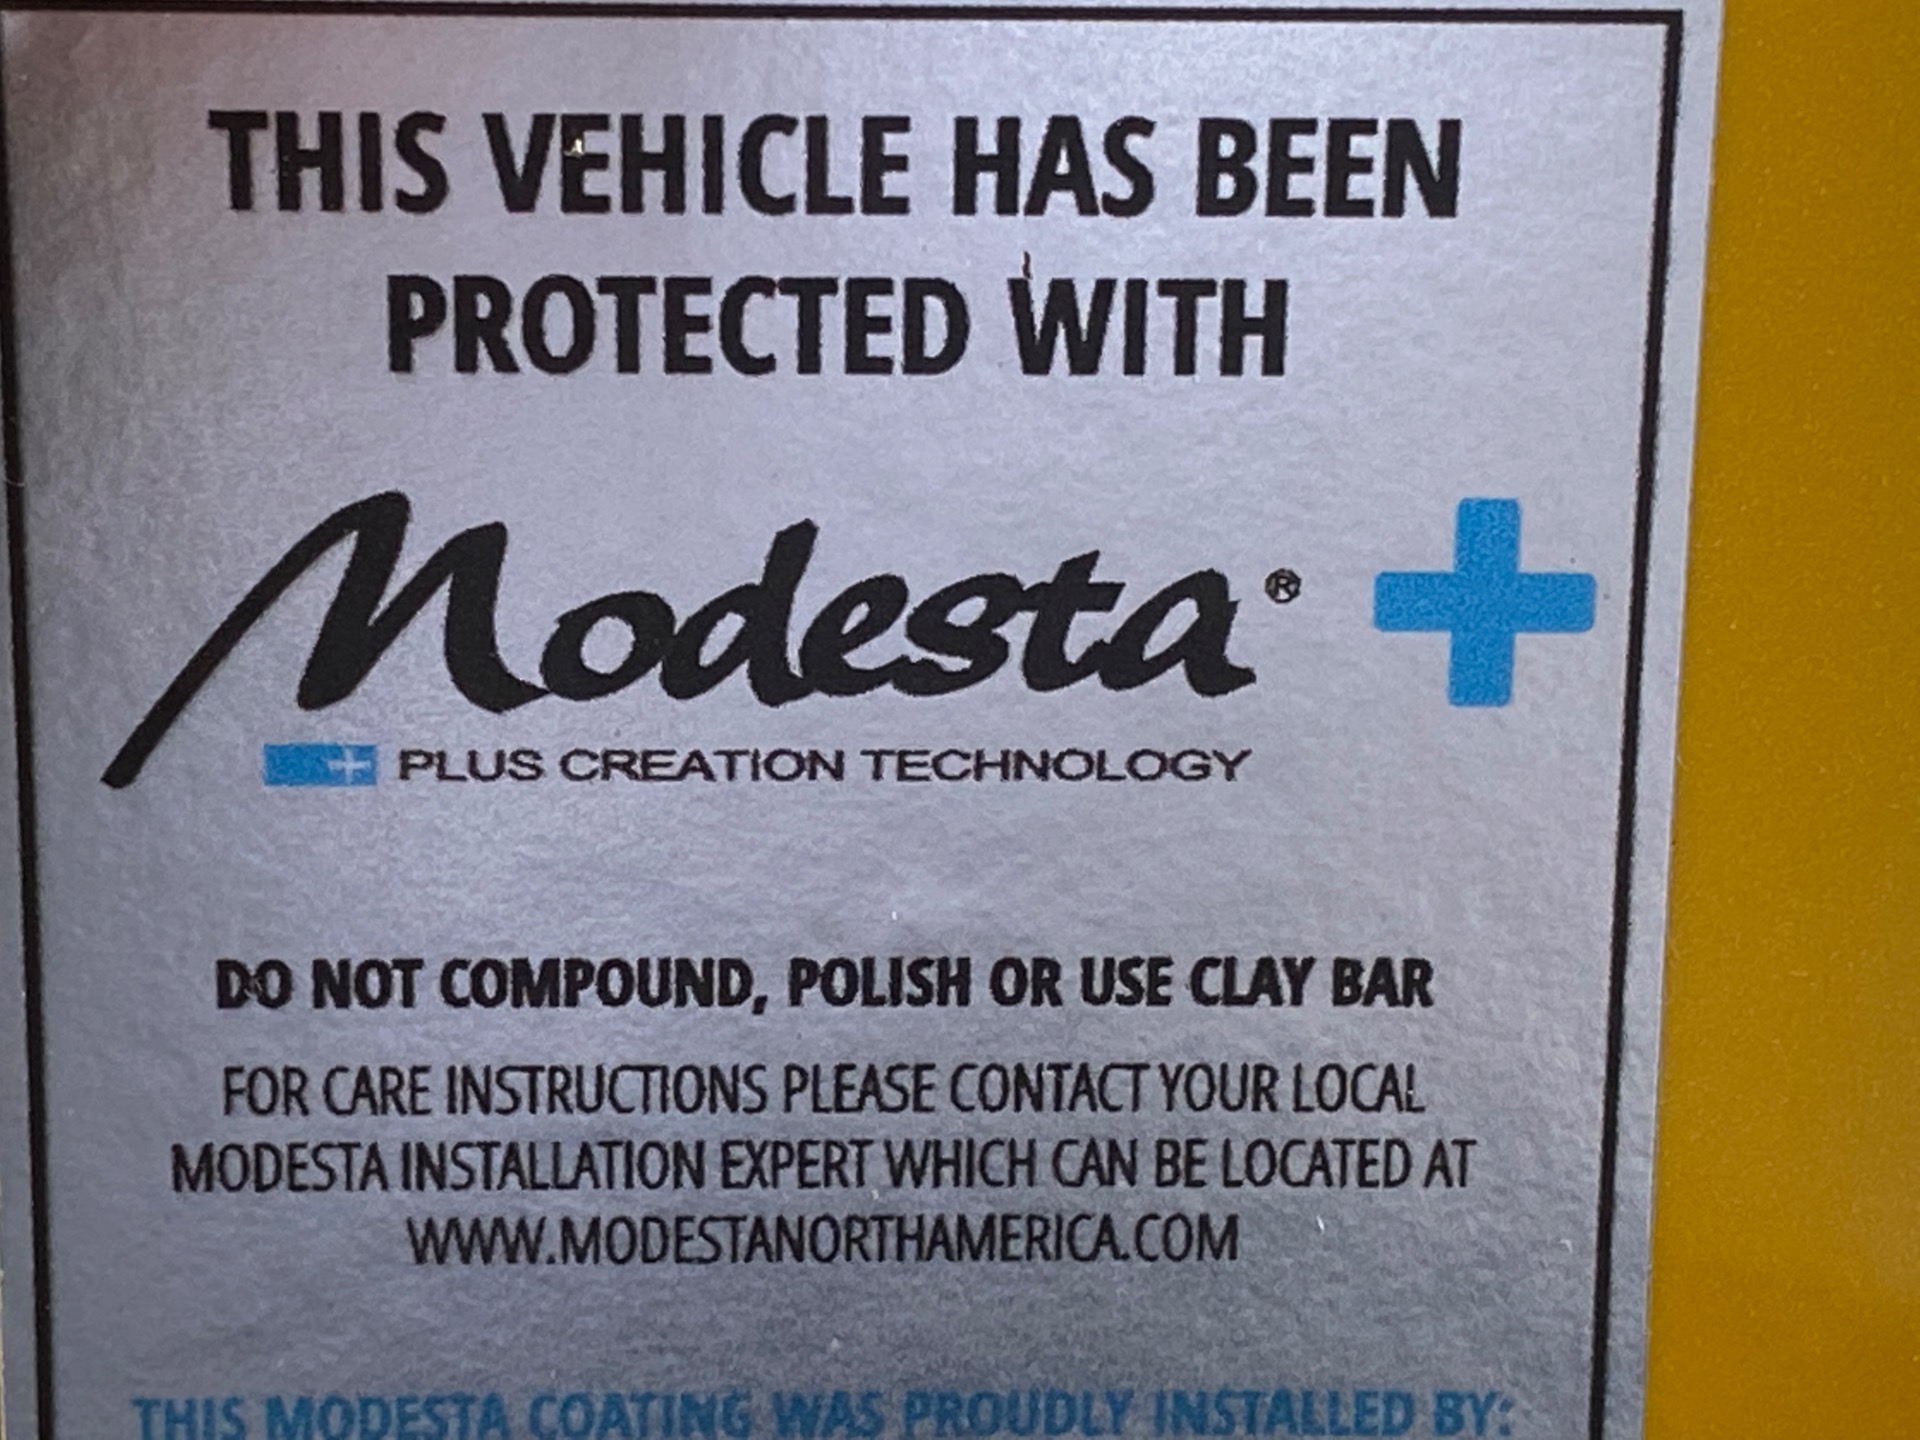 THIS VEHICLE HAS BEEN
PROTECTED WITH
Modesta®
PLUS CREATION TECHNOLOGY
DO NOT COMPOUND, POLISH OR USE CLAY BAR
FOR CARE INSTRUCTIONS PLEASE CONTACT YOUR LOCAL
MODESTA INSTALLATION EXPERT WHICH CAN BE LOCATED AT
WWW.MODESTANORTHAMERICA.COM
THIS MODESTA COATING WAS PROUDLY INSTALLED BY: